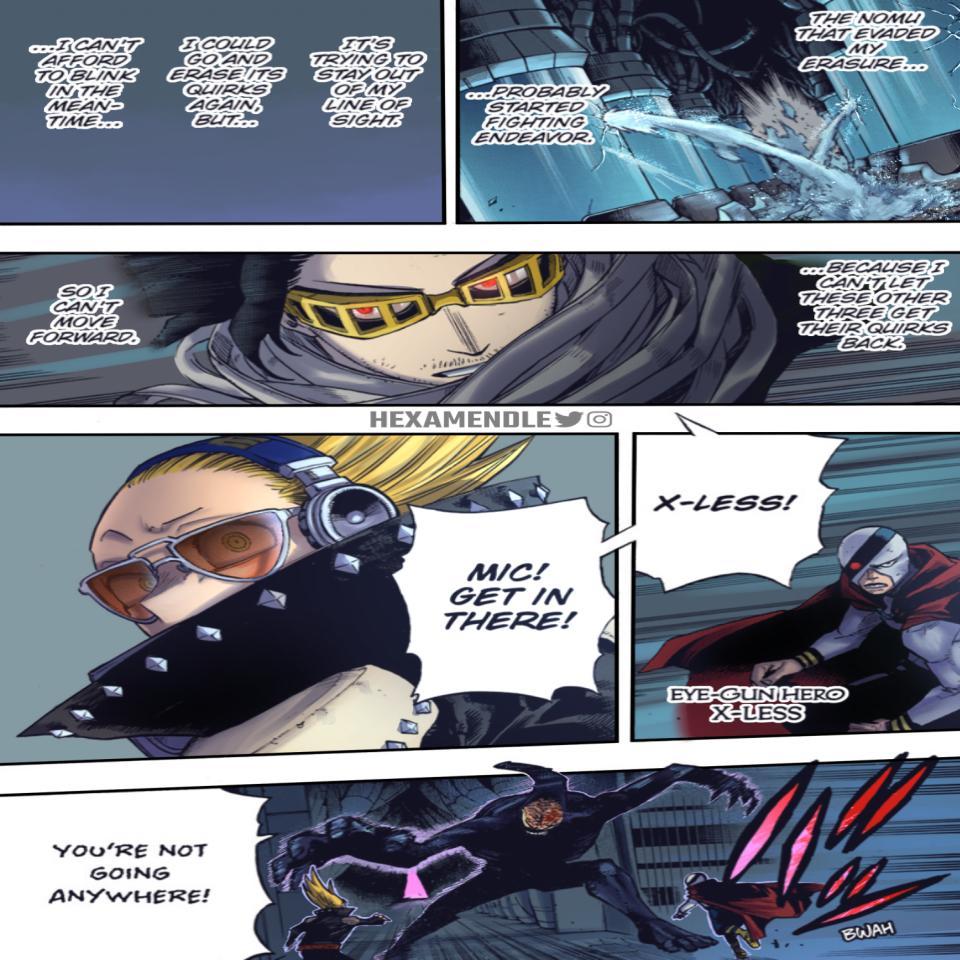 THE NOMU
THAT EVADED
MY
ERASURE...
...PROBABLY
STARTED
FIGHTING
ENDEAVOR.
IT'S
TRYING TO
STAY OUT
OF MY
LINE OF
SIGHT.
I COULD
GO AND
ERASE ITS
QUIRKS
AGAIN,
BUT...
...I CAN'T
AFFORD
TO BLINK
IN THE
MEAN-
TIME...
...BECAUSE I
CAN'T LET
THESE OTHER
THREE GET
THEIR QUIRKS
BACK.
SO I
CAN'T
MOVE
FORWARD.
HEXAMENDLE
X-LESS!
EYE-GUN HERO
X-LESS
MIC!
GET IN
THERE!
BWAH
YOU'RE NOT
GOING
ANYWHERE!